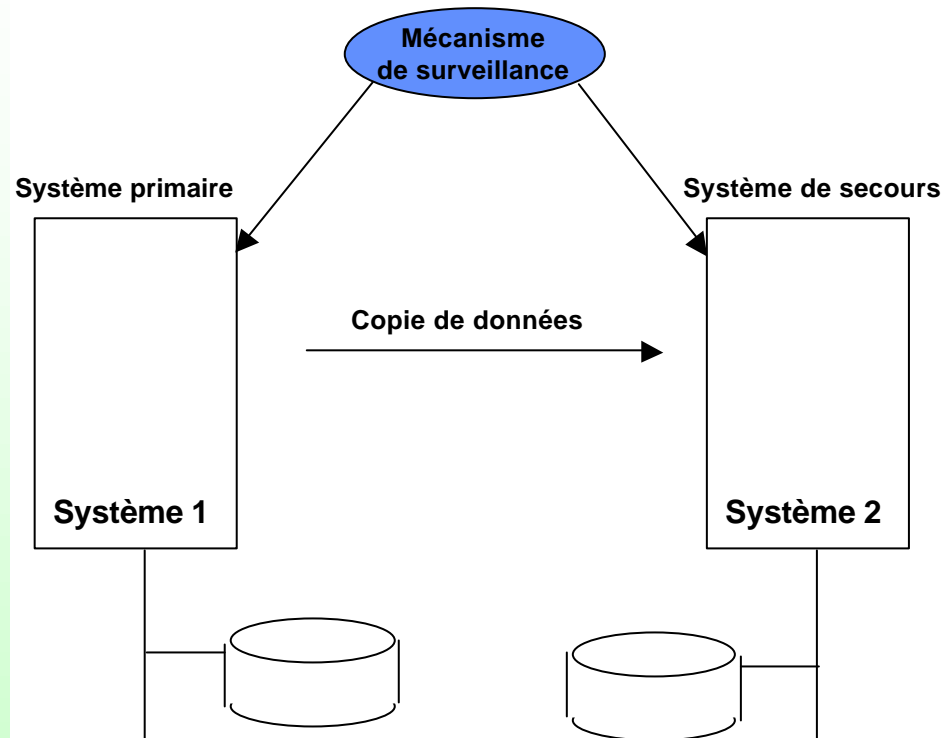 Mécanisme
de surveillance
Système primaire
Système de secours
Copie de données
Système 1
Système 2